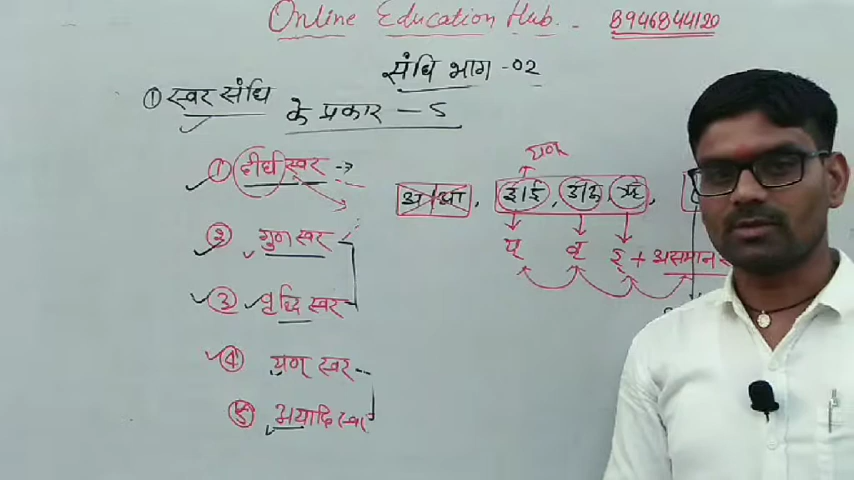 Online Education Hub. 8946844120
संधि भाग -02
① स्वर संधि के प्रकार - 5
① दीर्घ स्वर
यण
② गुण स्वर
③ वृद्धि स्वर
④ यण् स्वर
⑤ अयादि स्वर
अ/आ, इ/ई, उ/ऊ, ऋ,
य् व् र् + असमान